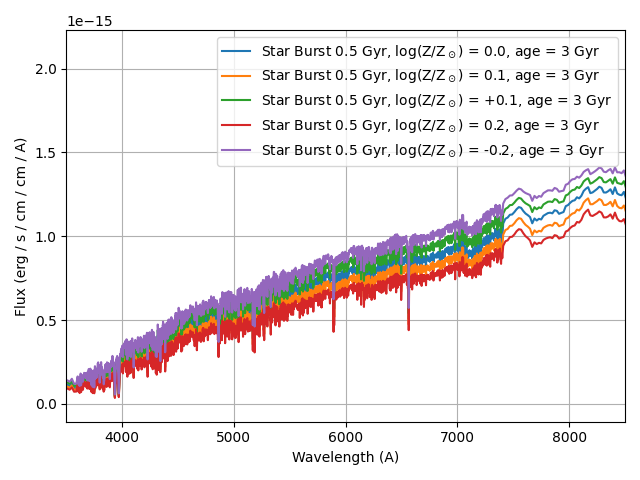 1e−15
Star Burst 0.5 Gyr, log(Z/Z⊙) = 0.0, age = 3 Gyr
Star Burst 0.5 Gyr, log(Z/Z⊙) = 0.1, age = 3 Gyr
Star Burst 0.5 Gyr, log(Z/Z⊙) = +0.1, age = 3 Gyr
Star Burst 0.5 Gyr, log(Z/Z⊙) = 0.2, age = 3 Gyr
Star Burst 0.5 Gyr, log(Z/Z⊙) = -0.2, age = 3 Gyr
Flux (erg / s / cm / cm / A)
2.0
1.5
1.0
0.5
0.0
4000 5000 6000 7000 8000
Wavelength (A)